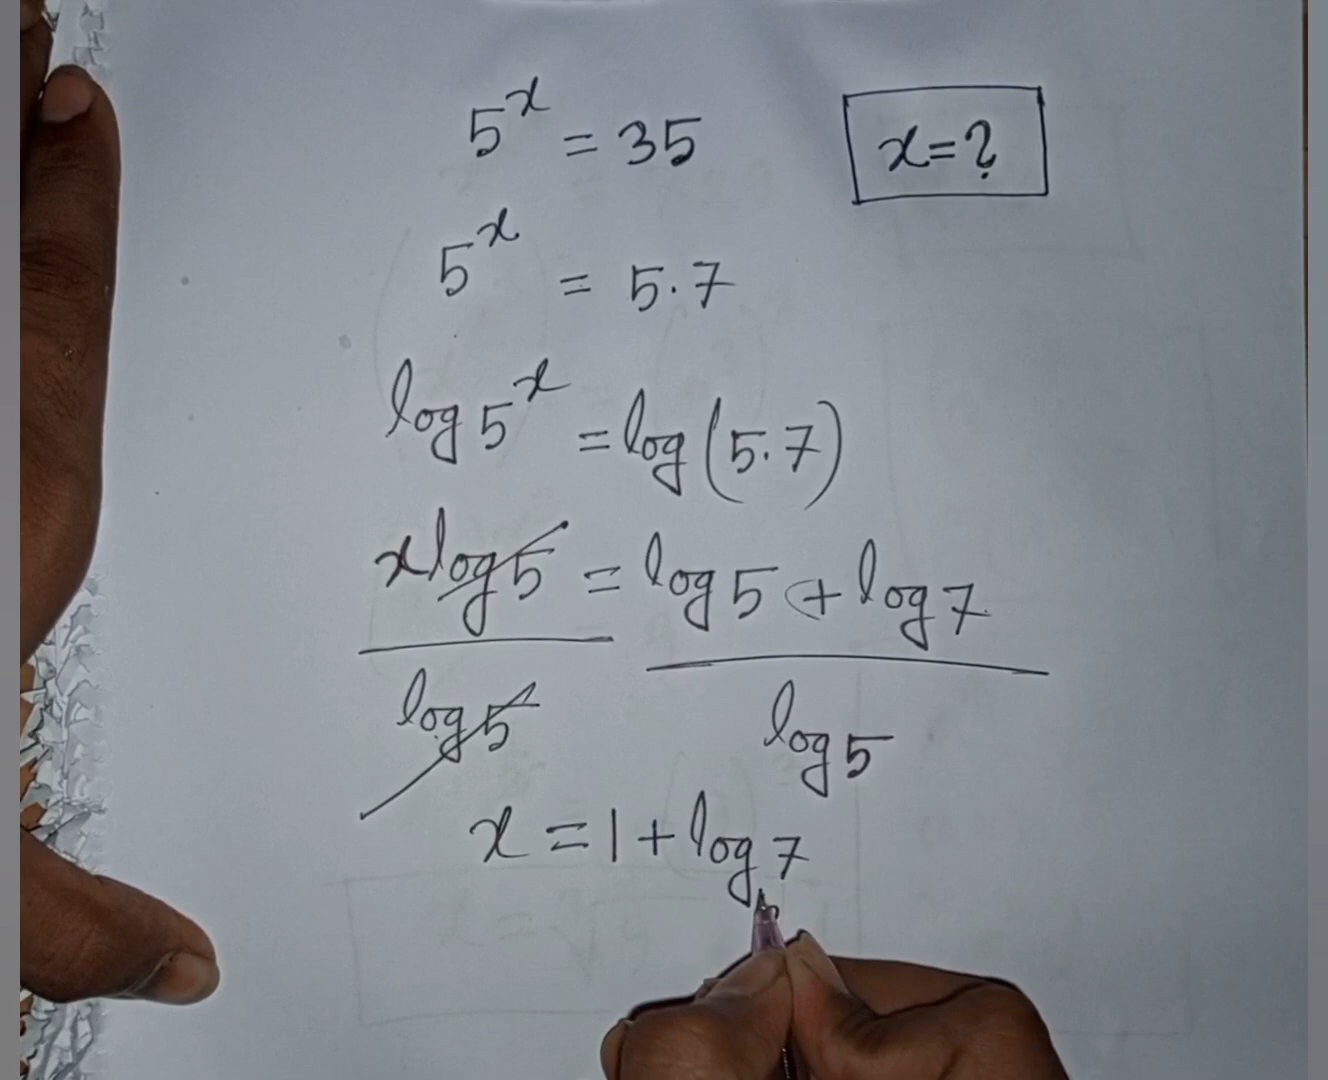 5^x = 35
x=?
5^x = 5.7
log 5^x = log (5.7)
x log 5 = log 5 + log 7
log 5 log 5
x = 1 + log 7